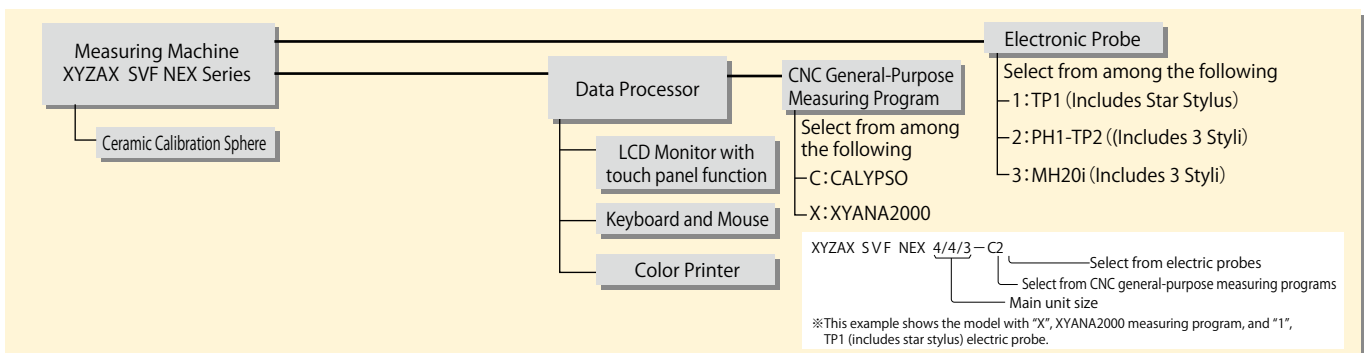 Measuring Machine
XYZAX SVF NEX Series
Ceramic Calibration Sphere
Data Processor
LCD Monitor with
touch panel function
Keyboard and Mouse
Color Printer
CNC General-Purpose
Measuring Program
Select from among
the following
C:CALYPSO
X:XYANA2000
Electronic Probe
Select from among the following
1:TP1 (Includes Star Stylus)
2:PH1-TP2 ((Includes 3 Styli)
3:MH20i (Includes 3 Styli)
XYZAX SVF NEX 4/4/3－C2
Select from electric probes
Select from CNC general-purpose measuring programs
Main unit size
※This example shows the model with “X”, XYANA2000 measuring program, and “1”,
TP1 (includes star stylus) electric probe.